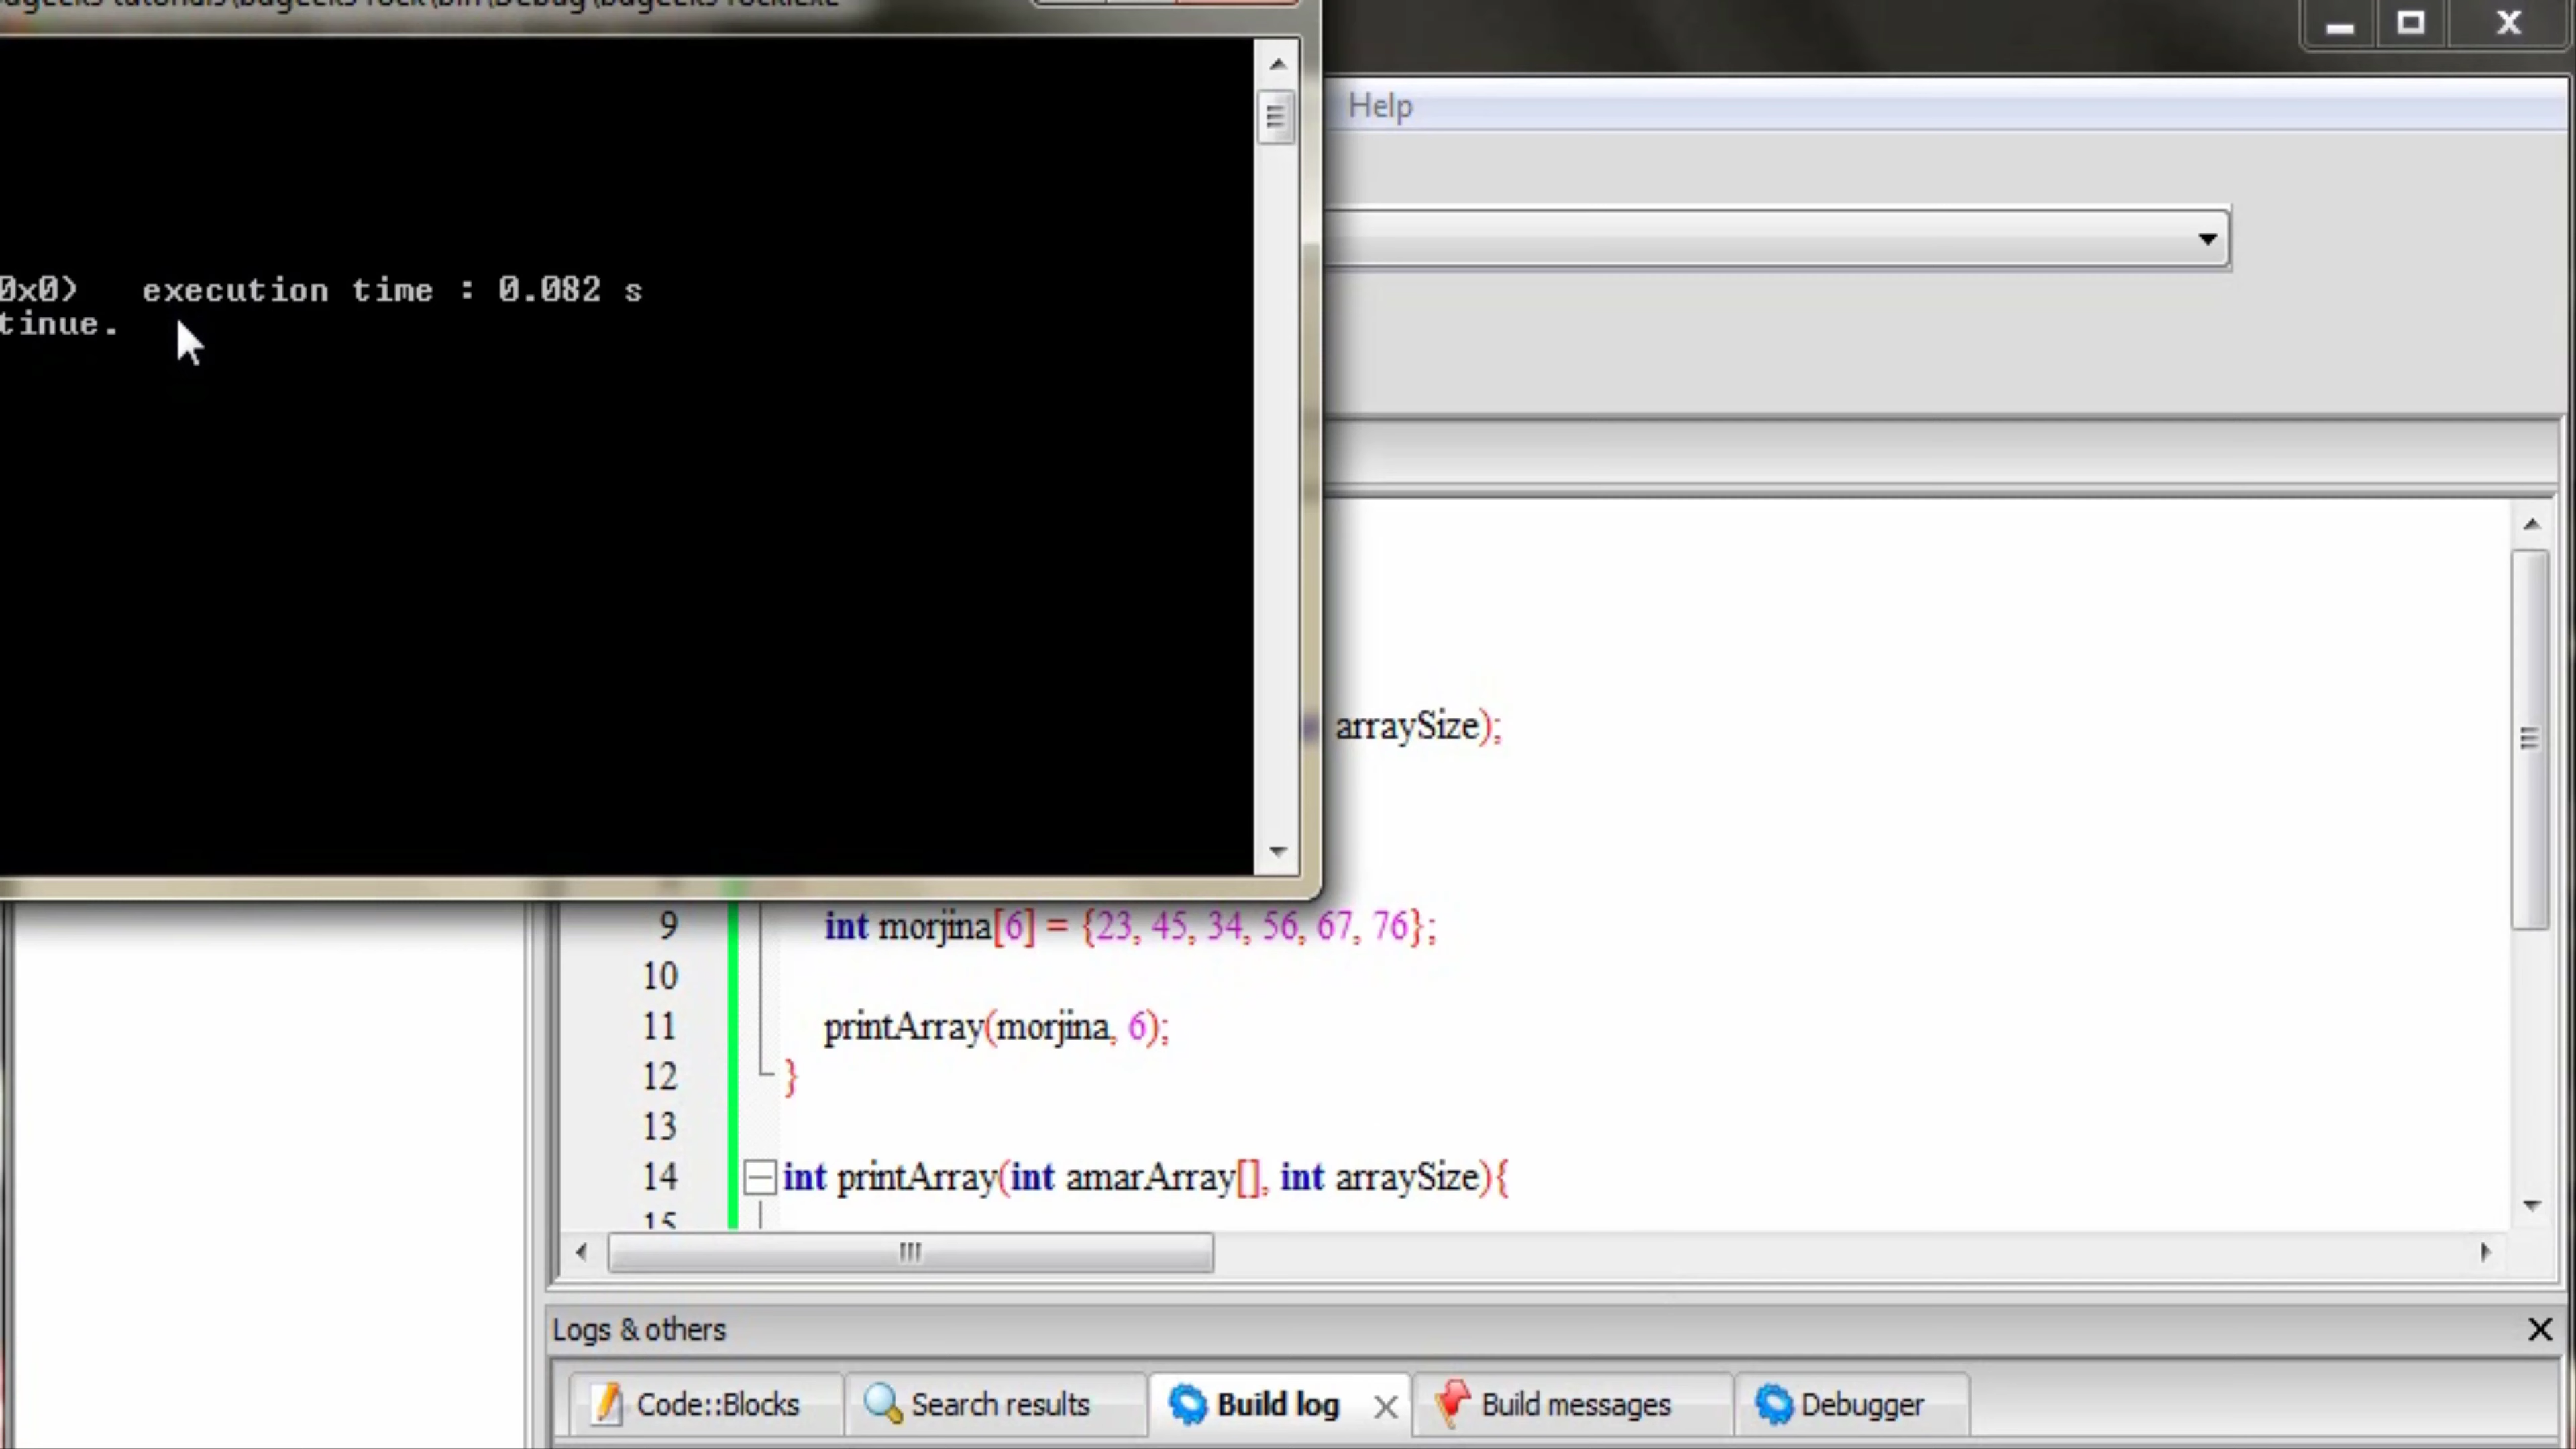 Help
0x0) execution time : 0.082 s
tinue.
arraySize);
9 int morjina[6] = {23, 45, 34, 56, 67, 76};
10
11 printArray(morjina, 6);
12 }
13
14 int printArray(int amarArray[], int arraySize){
15
Logs & others
Code::Blocks Search results Build log Build messages Debugger